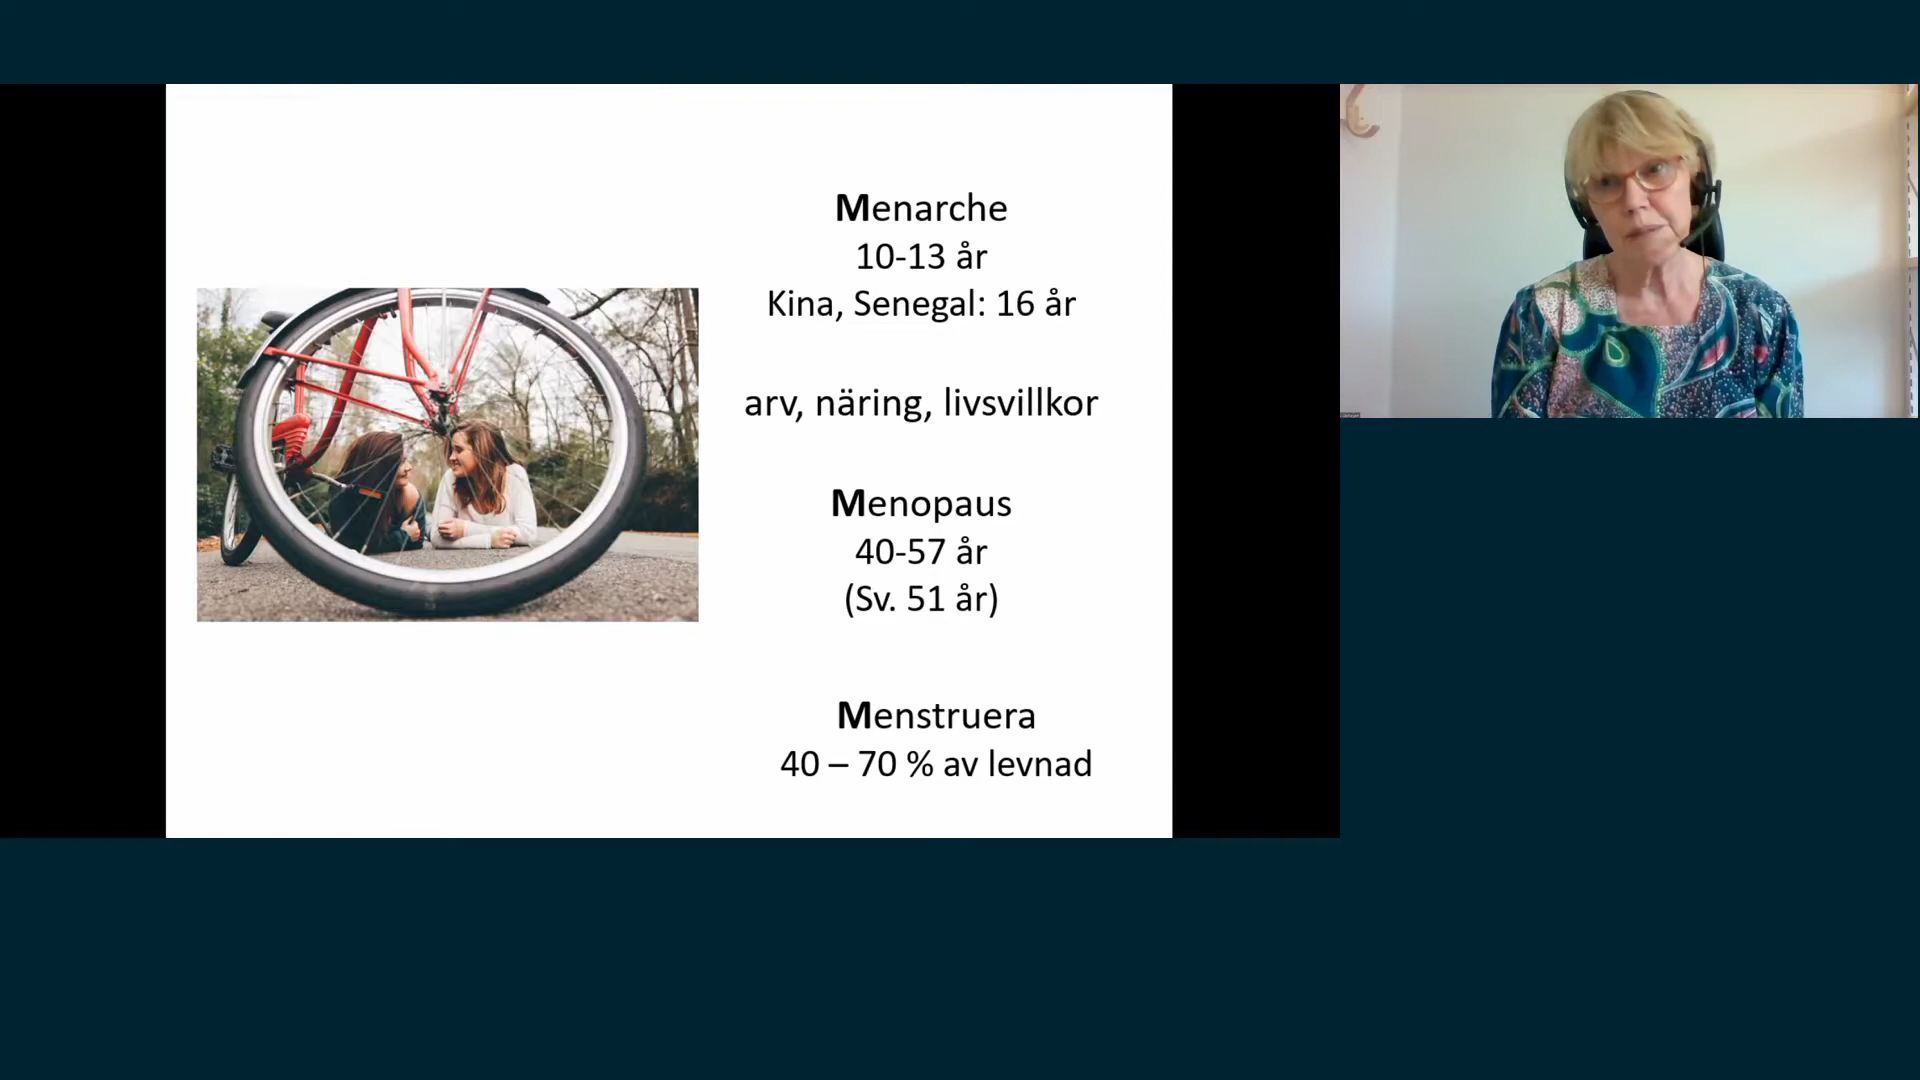 Menarche
10-13 år
Kina, Senegal: 16 år
arv, näring, livsvillkor
Menopaus
40-57 år
(Sv. 51 år)
Menstruera
40 – 70 % av levnad